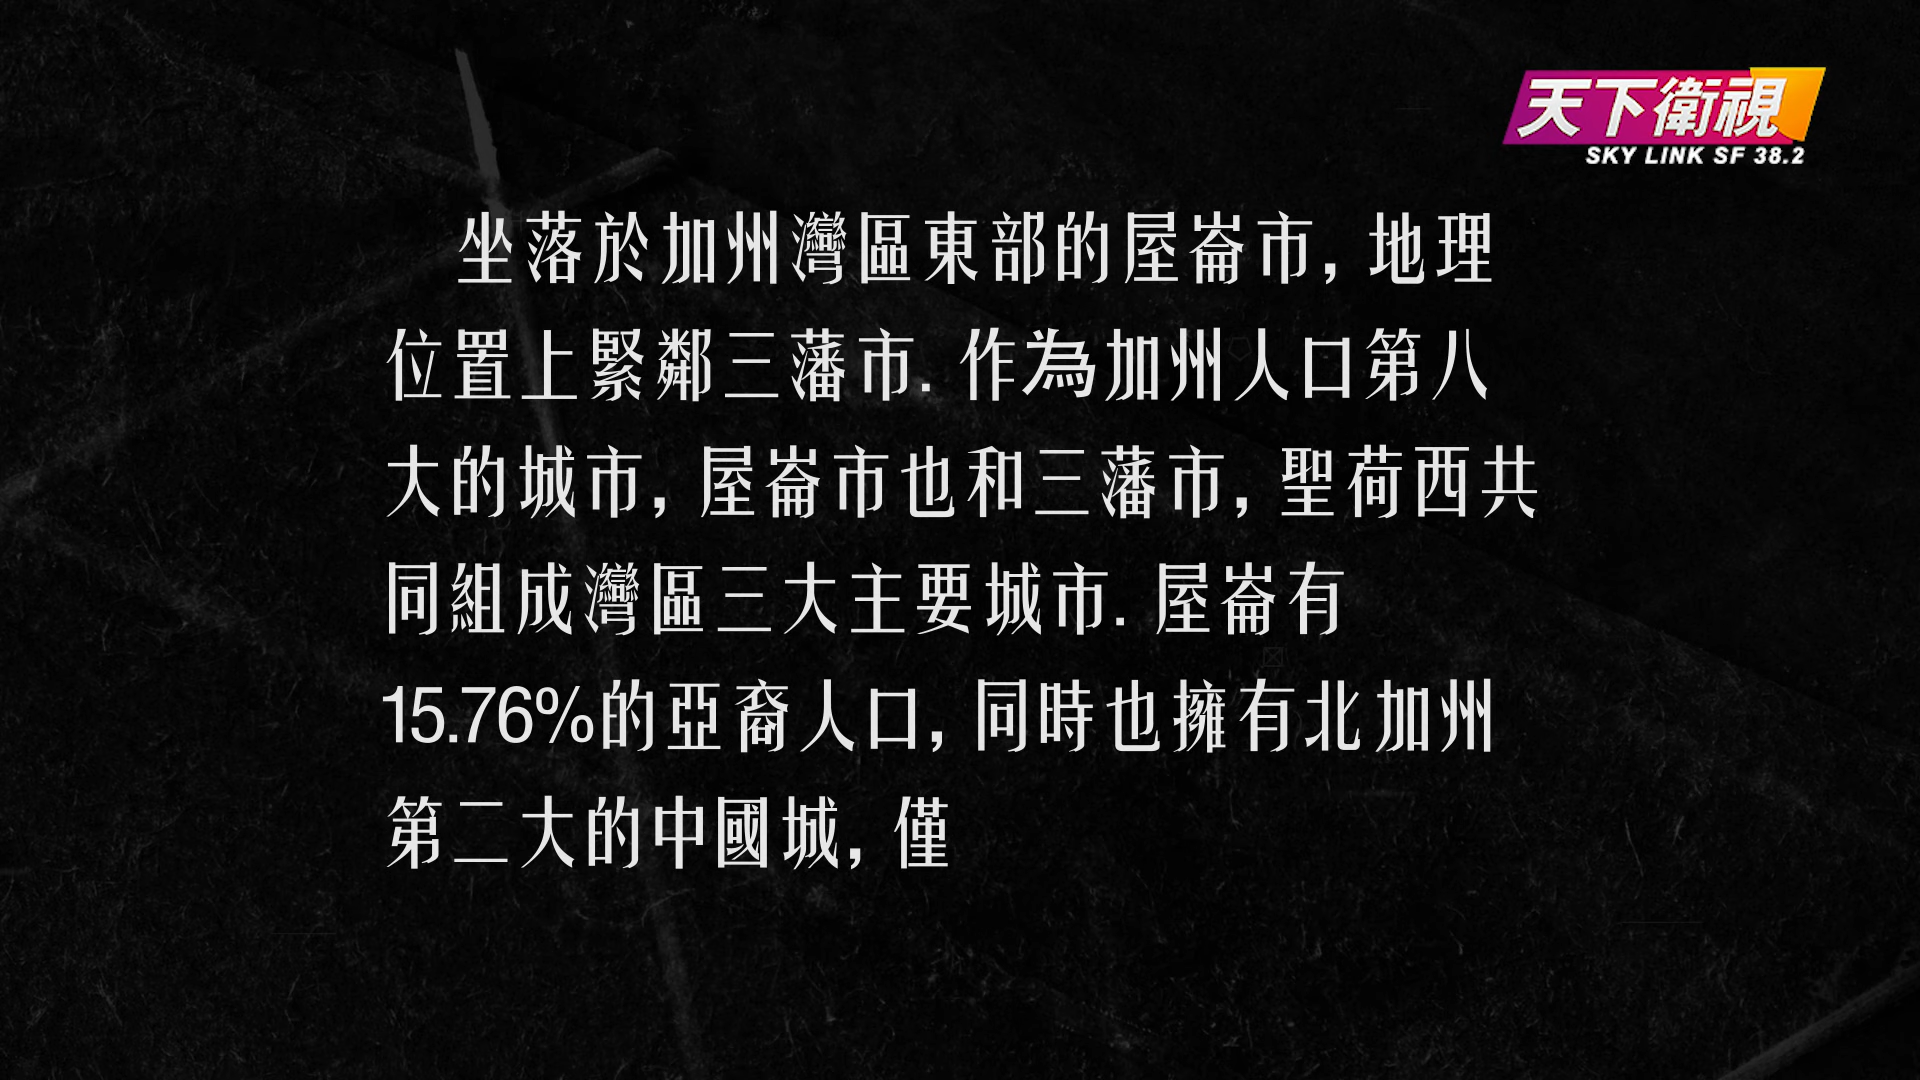 天下衛視
SKY LINK SF 38.2
坐落於加州灣區東部的屋崙市, 地理
位置上緊鄰三藩市. 作為加州人口第八
大的城市, 屋崙市也和三藩市, 聖荷西共
同組成灣區三大主要城市. 屋崙有
15.76%的亞裔人口, 同時也擁有北加州
第二大的中國城, 僅